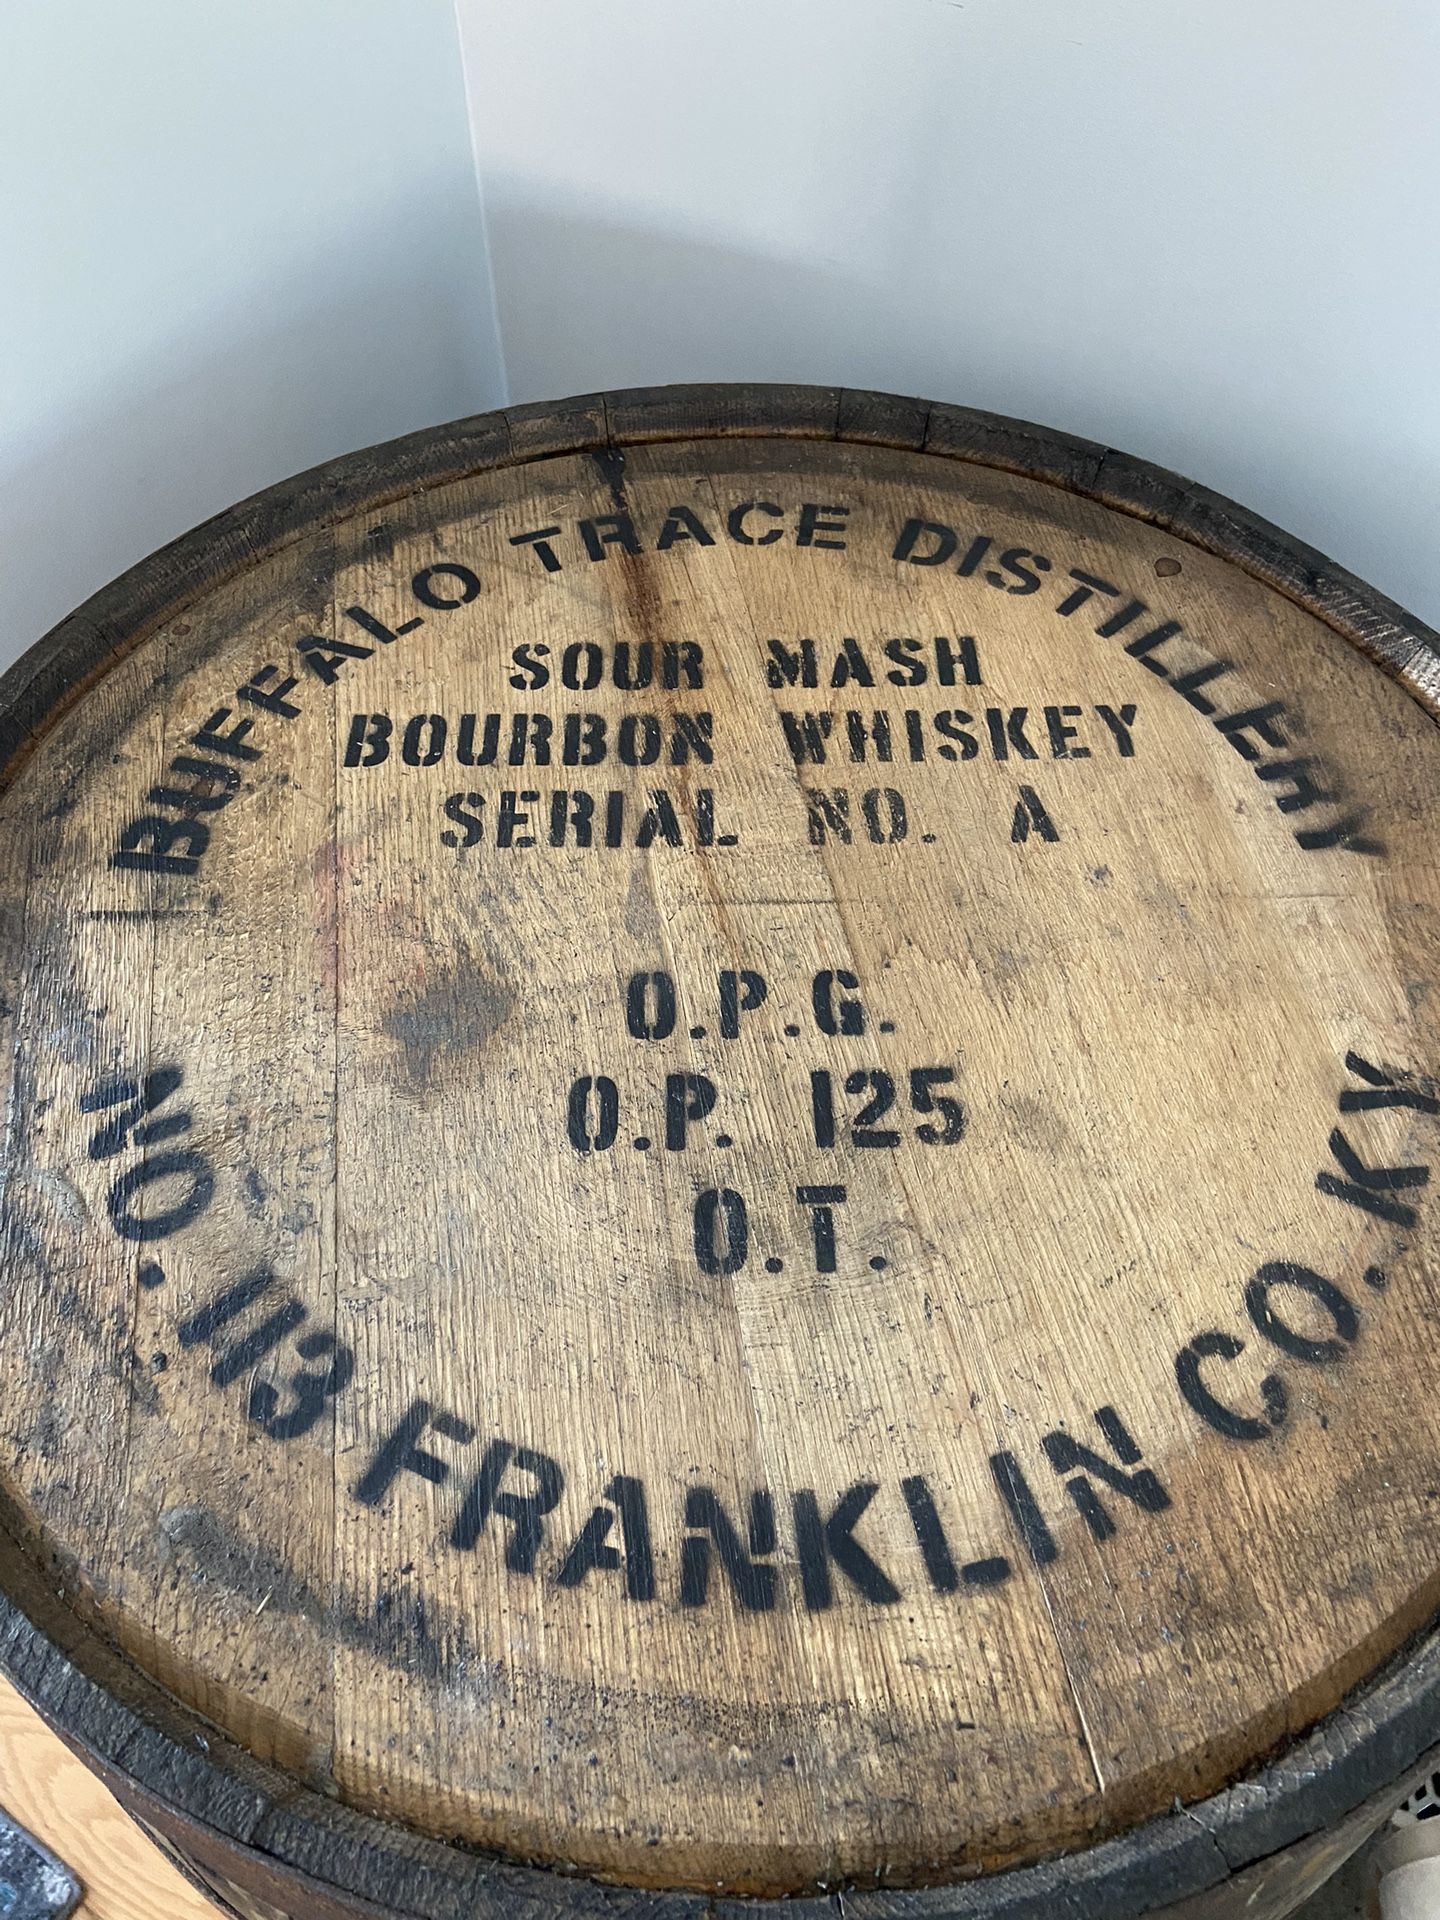 BUFFALO TRACE DISTILLERY
SOUR MASH
BOURBON WHISKEY
SERIAL NO. A
O.P.G.
O.P. 125
O.T.
NO. 113 FRANKLIN CO. KY